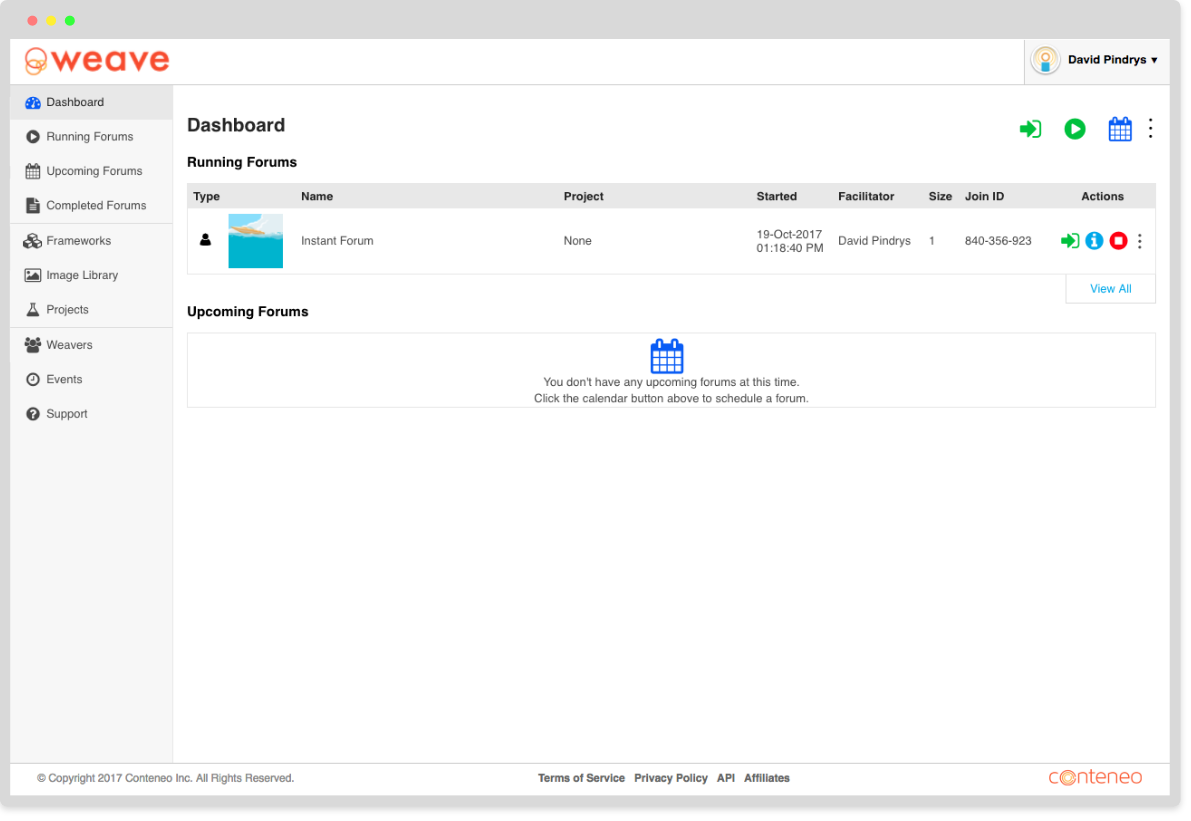 weave
David Pindrys ▼
Dashboard
Running Forums
Upcoming Forums
Completed Forums
Frameworks
Image Library
Projects
Weavers
Events
Support
Dashboard
Running Forums
Type Name Project Started Facilitator Size Join ID Actions
Instant Forum None 19-Oct-2017 David Pindrys 1 840-356-923
01:18:40 PM
View All
Upcoming Forums
You don't have any upcoming forums at this time.
Click the calendar button above to schedule a forum.
© Copyright 2017 Conteneo Inc. All Rights Reserved.
Terms of Service Privacy Policy API Affiliates
conteneo